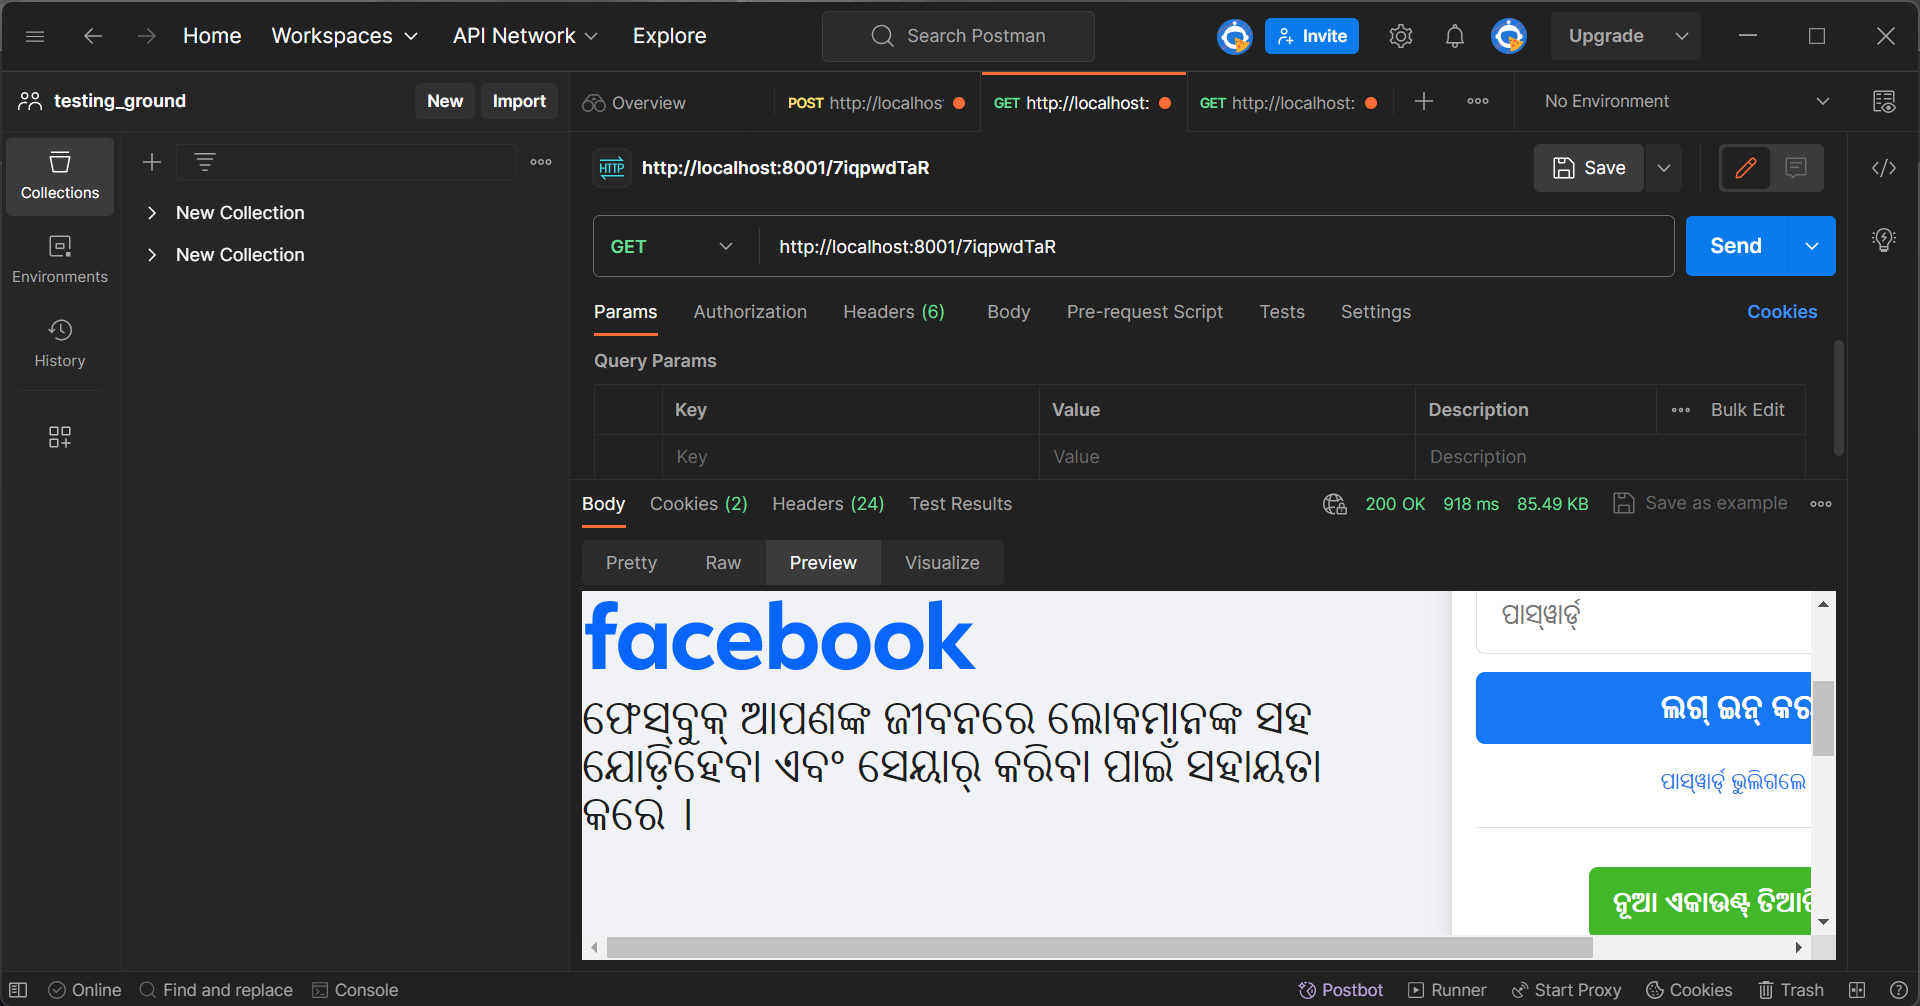 Home
Workspaces
API Network
Explore
Search Postman
Invite
Upgrade
testing_ground
New
Import
Overview
POST http://localhos
GET http://localhost:
GET http://localhost:
No Environment
Collections
Environments
History
New Collection
New Collection
HTTP
http://localhost:8001/7iqpwdTaR
Save
GET
http://localhost:8001/7iqpwdTaR
Send
Params
Authorization
Headers (6)
Body
Pre-request Script
Tests
Settings
Cookies
Query Params
Key
Value
Description
Bulk Edit
Key
Value
Description
Body
Cookies (2)
Headers (24)
Test Results
200 OK
918 ms
85.49 KB
Save as example
Pretty
Raw
Preview
Visualize
facebook
ଫେସ୍‌ବୁକ୍ ଆପଣଙ୍କ ଜୀବନରେ ଲୋକମାନଙ୍କ ସହ
ଯୋଡ଼ିହେବା ଏବଂ ସେୟାର୍ କରିବା ପାଇଁ ସହାୟତା
କରେ |
ପାସ୍‌ୱାର୍ଡ୍
ଲଗ୍ ଇନ୍ କର
ପାସ୍‌ୱାର୍ଡ୍ ଭୁଲିଗଲେ
ନୂଆ ଏକାଉଣ୍ଟ୍ ତିଆରି
Online
Find and replace
Console
Postbot
Runner
Start Proxy
Cookies
Trash